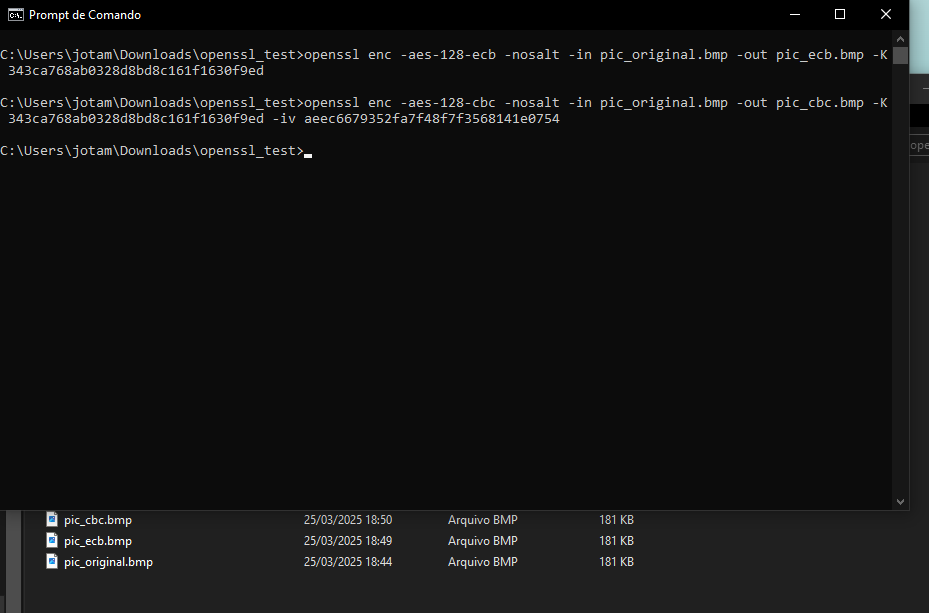 Prompt de Comando
C:\Users\jotam\Downloads\openssl_test>openssl enc -aes-128-ecb -nosalt -in pic_original.bmp -out pic_ecb.bmp -K
343ca768ab0328d8bd8c161f1630f9ed
C:\Users\jotam\Downloads\openssl_test>openssl enc -aes-128-cbc -nosalt -in pic_original.bmp -out pic_cbc.bmp -K
343ca768ab0328d8bd8c161f1630f9ed -iv aeec6679352fa7f48f7f3568141e0754
C:\Users\jotam\Downloads\openssl_test>
ope
pic_cbc.bmp 25/03/2025 18:50 Arquivo BMP 181 KB
pic_ecb.bmp 25/03/2025 18:49 Arquivo BMP 181 KB
pic_original.bmp 25/03/2025 18:44 Arquivo BMP 181 KB